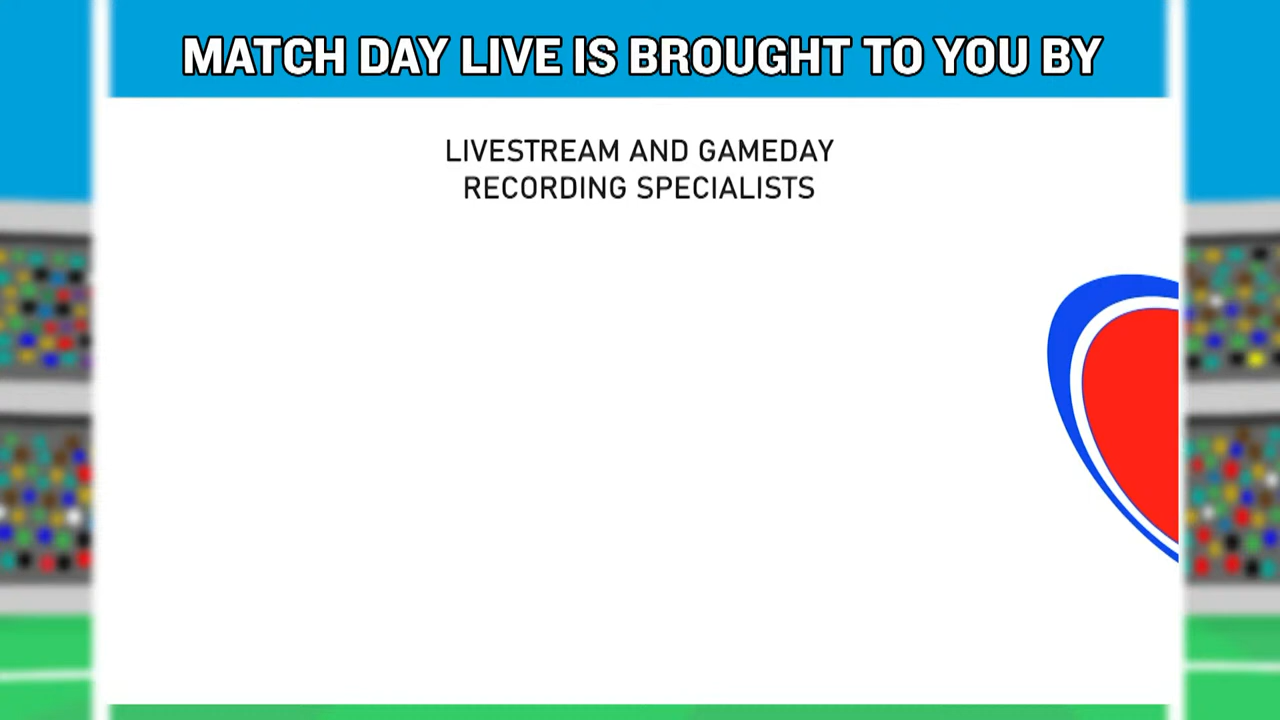 MATCH DAY LIVE IS BROUGHT TO YOU BY
LIVESTREAM AND GAMEDAY
RECORDING SPECIALISTS